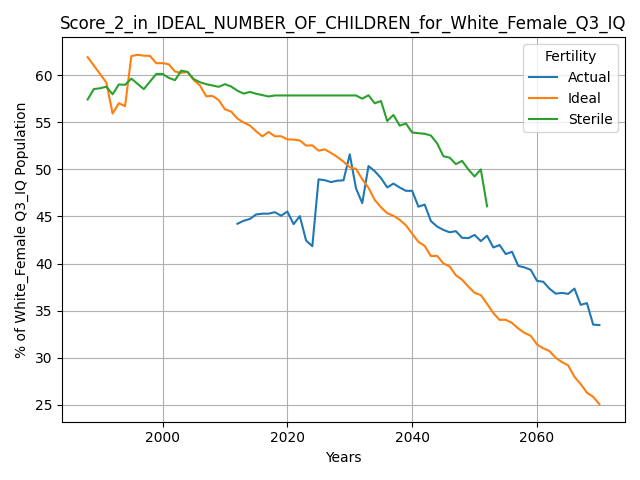 Score_2_in_IDEAL_NUMBER_OF_CHILDREN_for_White_Female_Q3_IQ
Fertility
Actual
Ideal
Sterile
% of White_Female Q3_IQ Population
60
55
50
45
40
35
30
25
2000 2020 2040 2060
Years